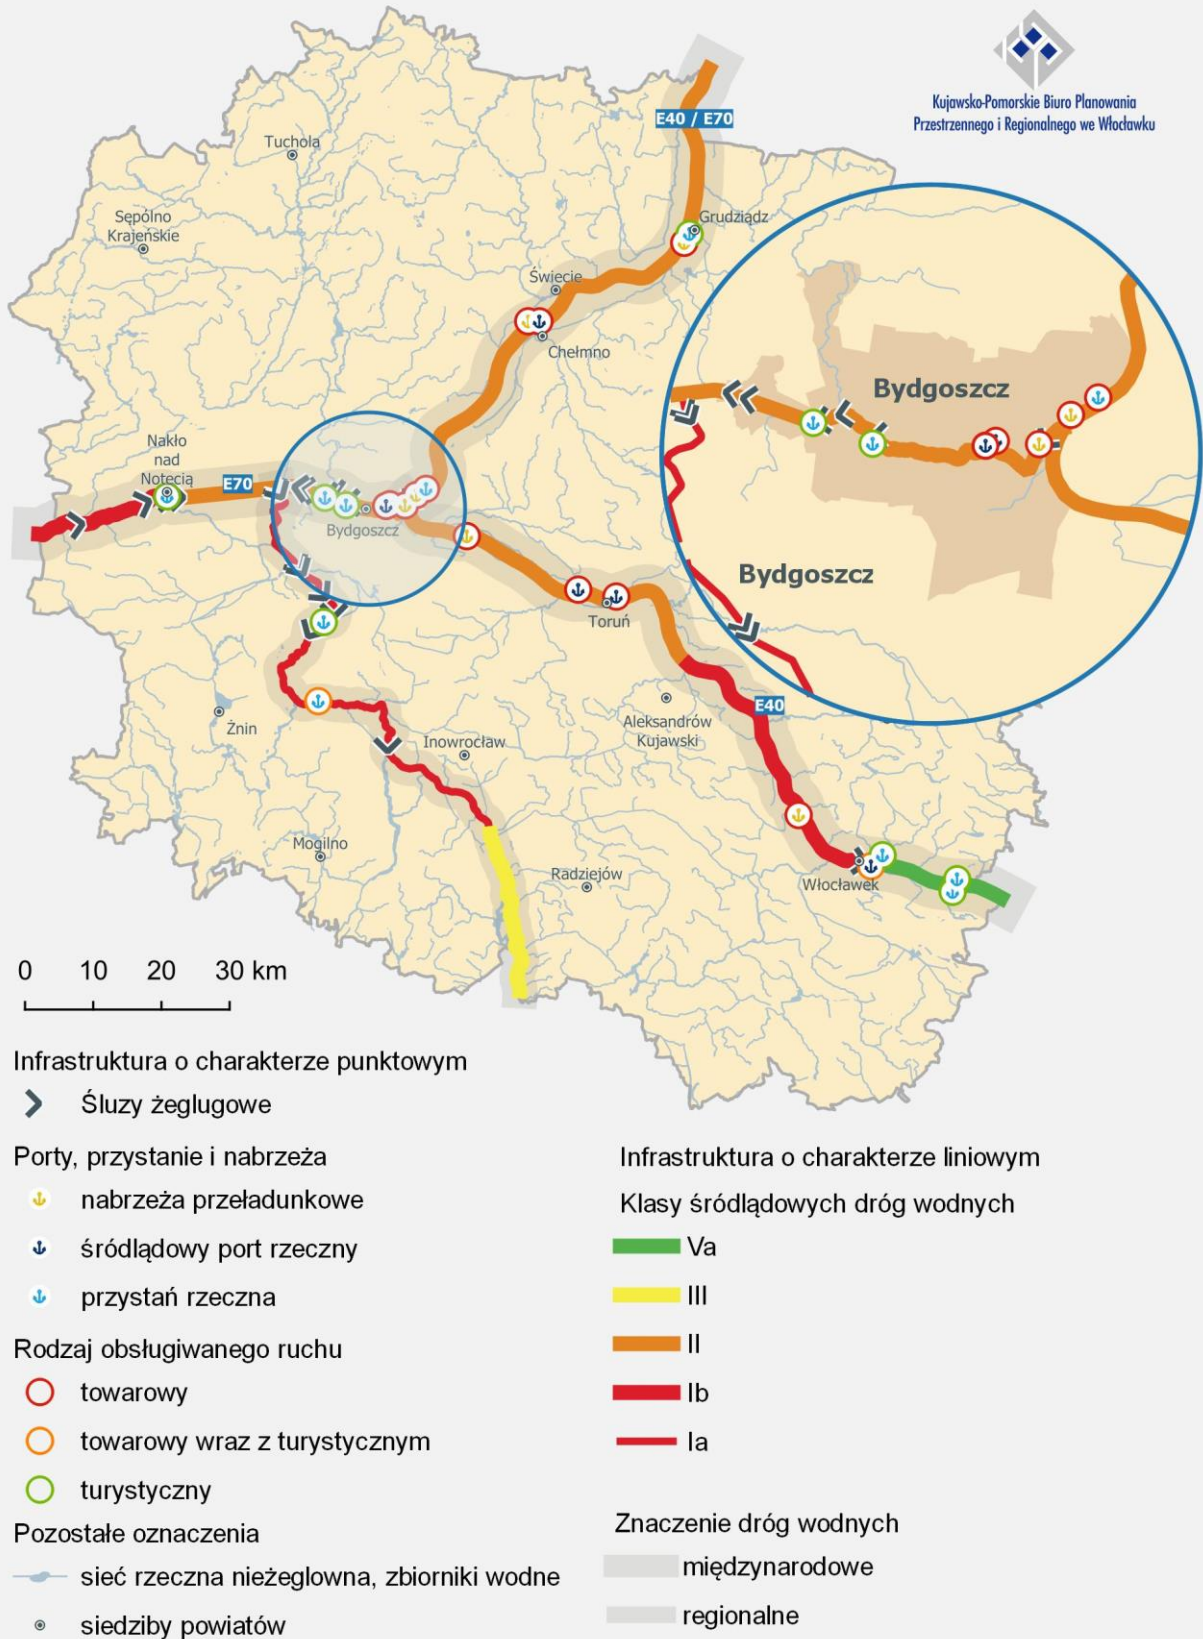 Kujawsko-Pomorskie Biuro Planowania
Przestrzennego i Regionalnego we Włocławku
E40 / E70
Tuchola
Sępólno
Krajeńskie
Grudziądz
Świecie
Chełmno
Bydgoszcz
Nakło
nad
Notecią
E70
Bydgoszcz
Bydgoszcz
Toruń
E40
Aleksandrów
Kujawski
Żnin
Inowrocław
Mogilno
Radziejów
Włocławek
0 10 20 30 km
Infrastruktura o charakterze punktowym
Śluzy żeglugowe
Porty, przystanie i nabrzeża
nabrzeża przeładunkowe
śródlądowy port rzeczny
przystań rzeczna
Rodzaj obsługiwanego ruchu
towarowy
towarowy wraz z turystycznym
turystyczny
Pozostałe oznaczenia
sieć rzeczna nieżeglowna, zbiorniki wodne
siedziby powiatów
Infrastruktura o charakterze liniowym
Klasy śródlądowych dróg wodnych
Va
III
II
Ib
Ia
Znaczenie dróg wodnych
międzynarodowe
regionalne